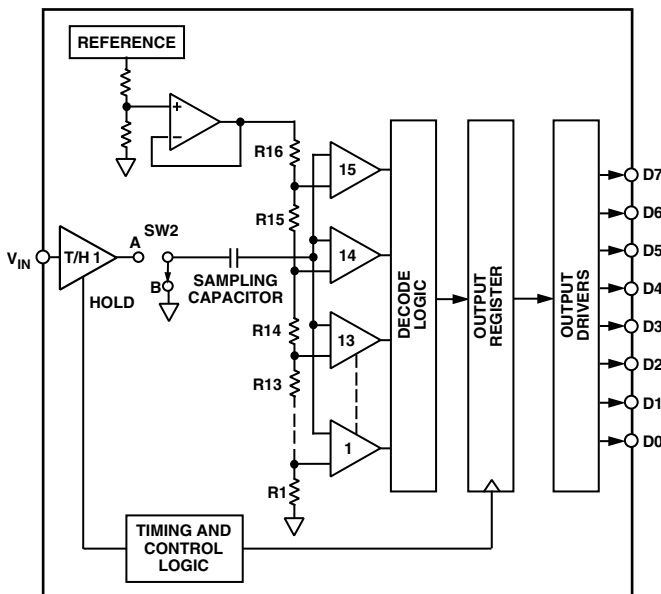 REFERENCE
+
–
R16
15
R15
14
R14
13
R13
1
R1
V_IN
T/H 1
A
SW2
B
HOLD
SAMPLING
CAPACITOR
DECODE
LOGIC
OUTPUT
REGISTER
OUTPUT
DRIVERS
D7
D6
D5
D4
D3
D2
D1
D0
TIMING AND
CONTROL
LOGIC